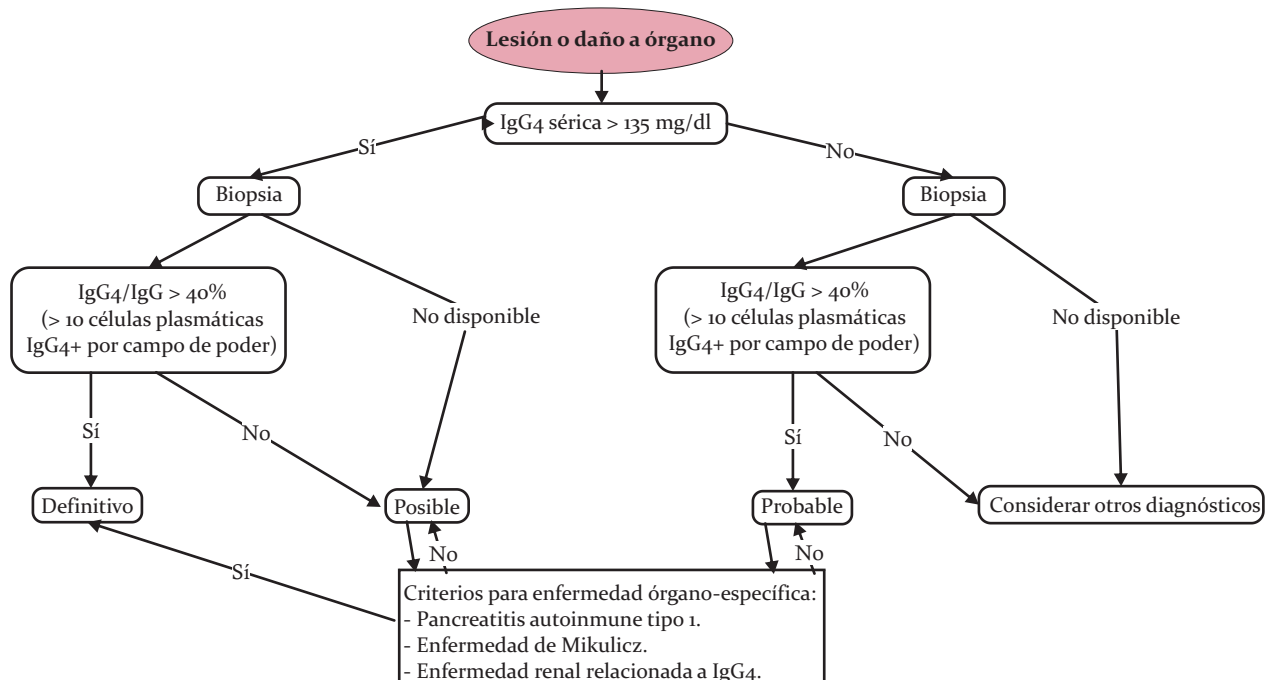 Lesión o daño a órgano
IgG4 sérica > 135 mg/dl
Sí
No
Biopsia
Biopsia
IgG4/IgG > 40%
(> 10 células plasmáticas
IgG4+ por campo de poder)
No disponible
IgG4/IgG > 40%
(> 10 células plasmáticas
IgG4+ por campo de poder)
No disponible
Sí
No
Sí
No
Definitivo
Posible
Probable
Considerar otros diagnósticos
No
No
Sí
Criterios para enfermedad órgano-específica:
- Pancreatitis autoinmune tipo 1.
- Enfermedad de Mikulicz.
- Enfermedad renal relacionada a IgG4.